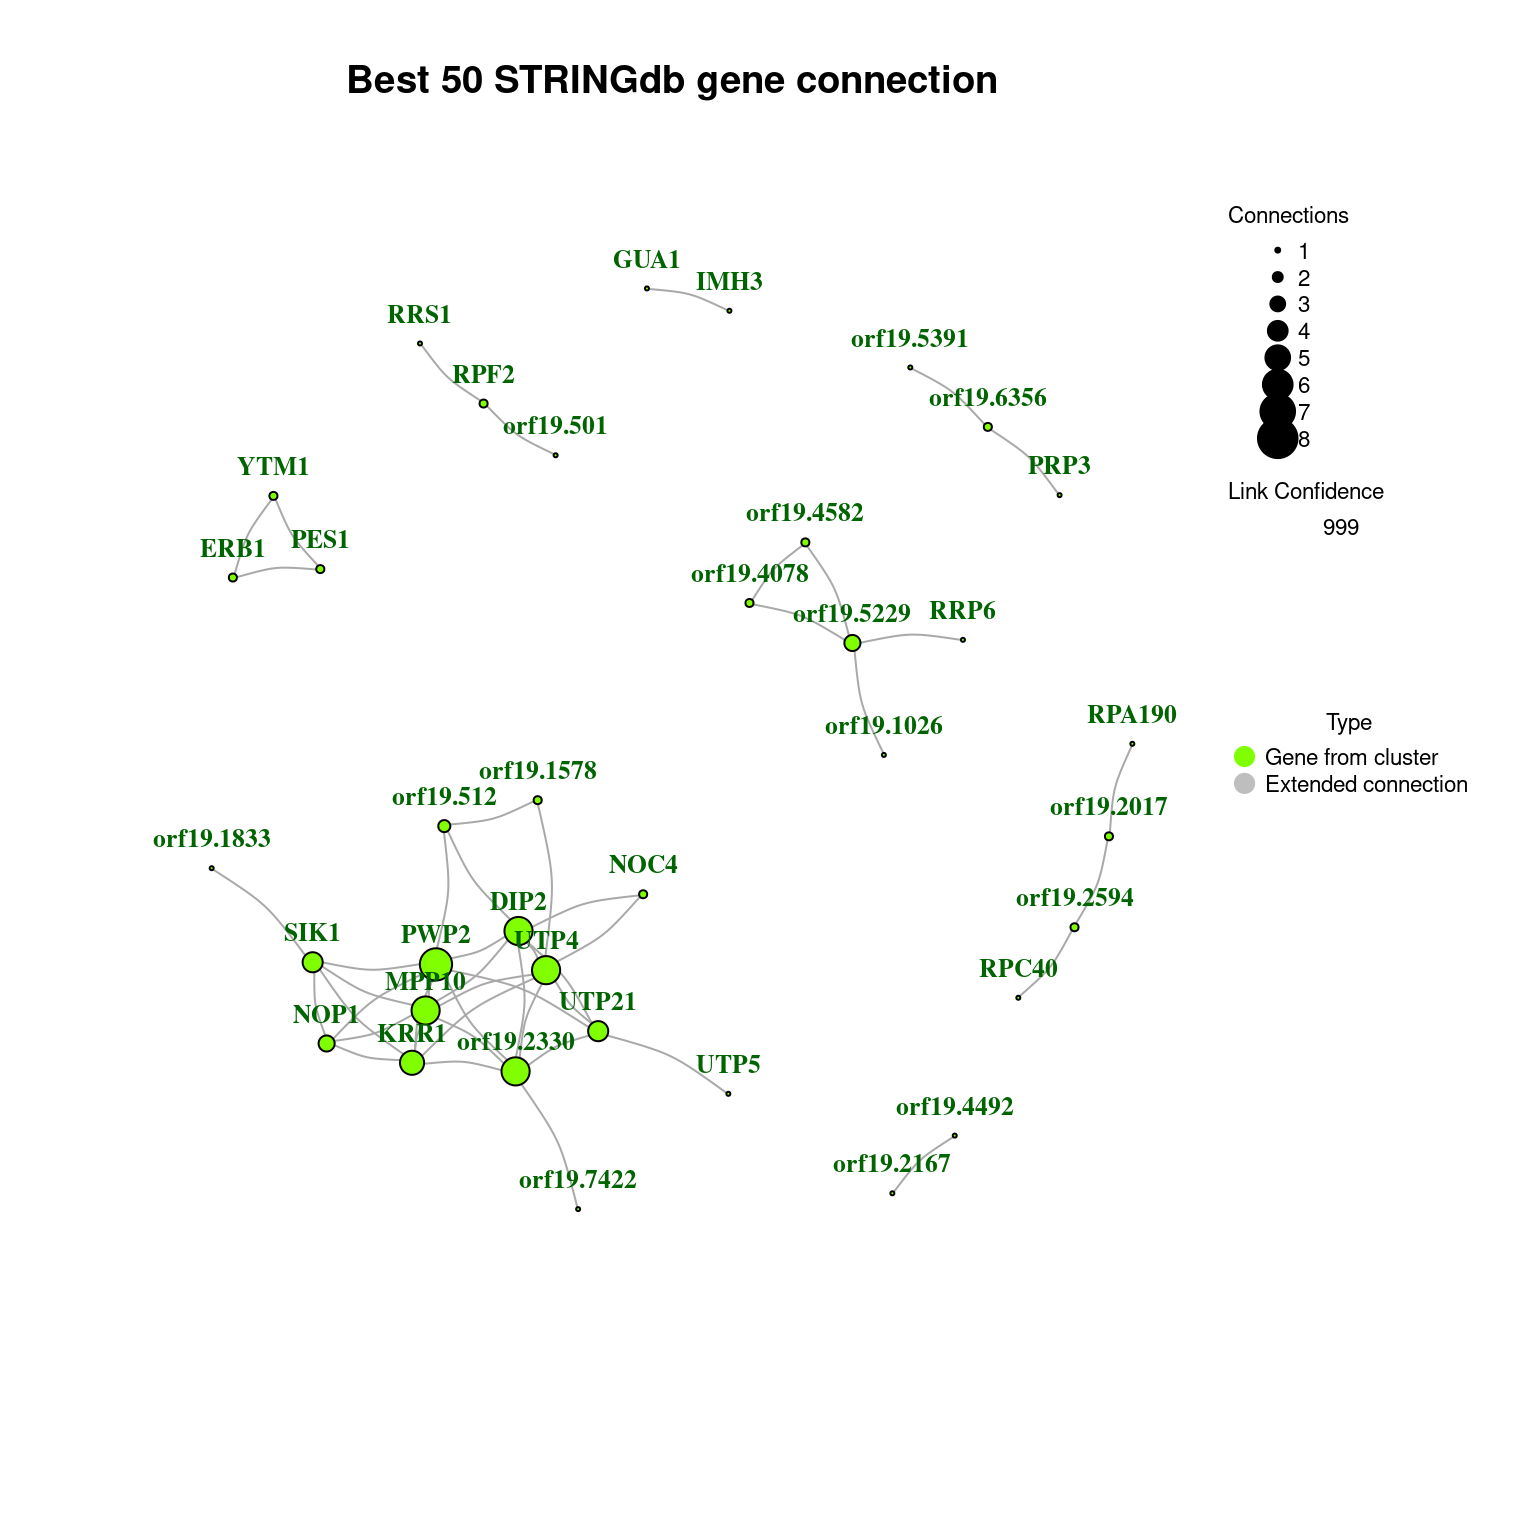 Best 50 STRINGdb gene connection
Connections
1
2
3
4
5
6
7
8
Link Confidence
999
Type
Gene from cluster
Extended connection
GUA1
IMH3
RRS1
RPF2
orf19.501
orf19.5391
orf19.6356
PRP3
YTM1
ERB1
PES1
orf19.4582
orf19.4078
orf19.5229
RRP6
orf19.1026
RPA190
orf19.2017
orf19.2594
RPC40
orf19.1578
orf19.512
orf19.1833
NOC4
DIP2
SIK1
PWP2
UTP4
MPP10
UTP21
NOP1
KRR1
orf19.2330
UTP5
orf19.4492
orf19.2167
orf19.7422